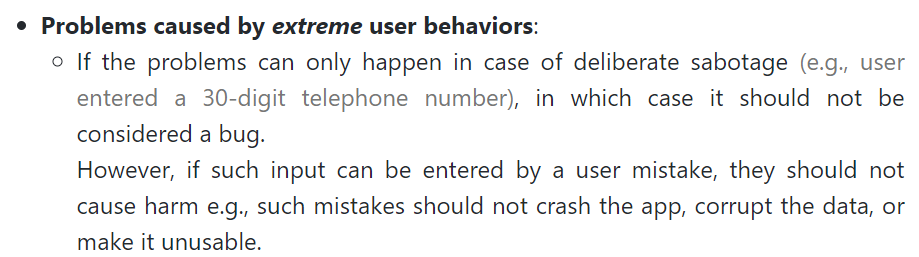 Problems caused by extreme user behaviors:
If the problems can only happen in case of deliberate sabotage (e.g., user
entered a 30-digit telephone number), in which case it should not be
considered a bug.
However, if such input can be entered by a user mistake, they should not
cause harm e.g., such mistakes should not crash the app, corrupt the data, or
make it unusable.